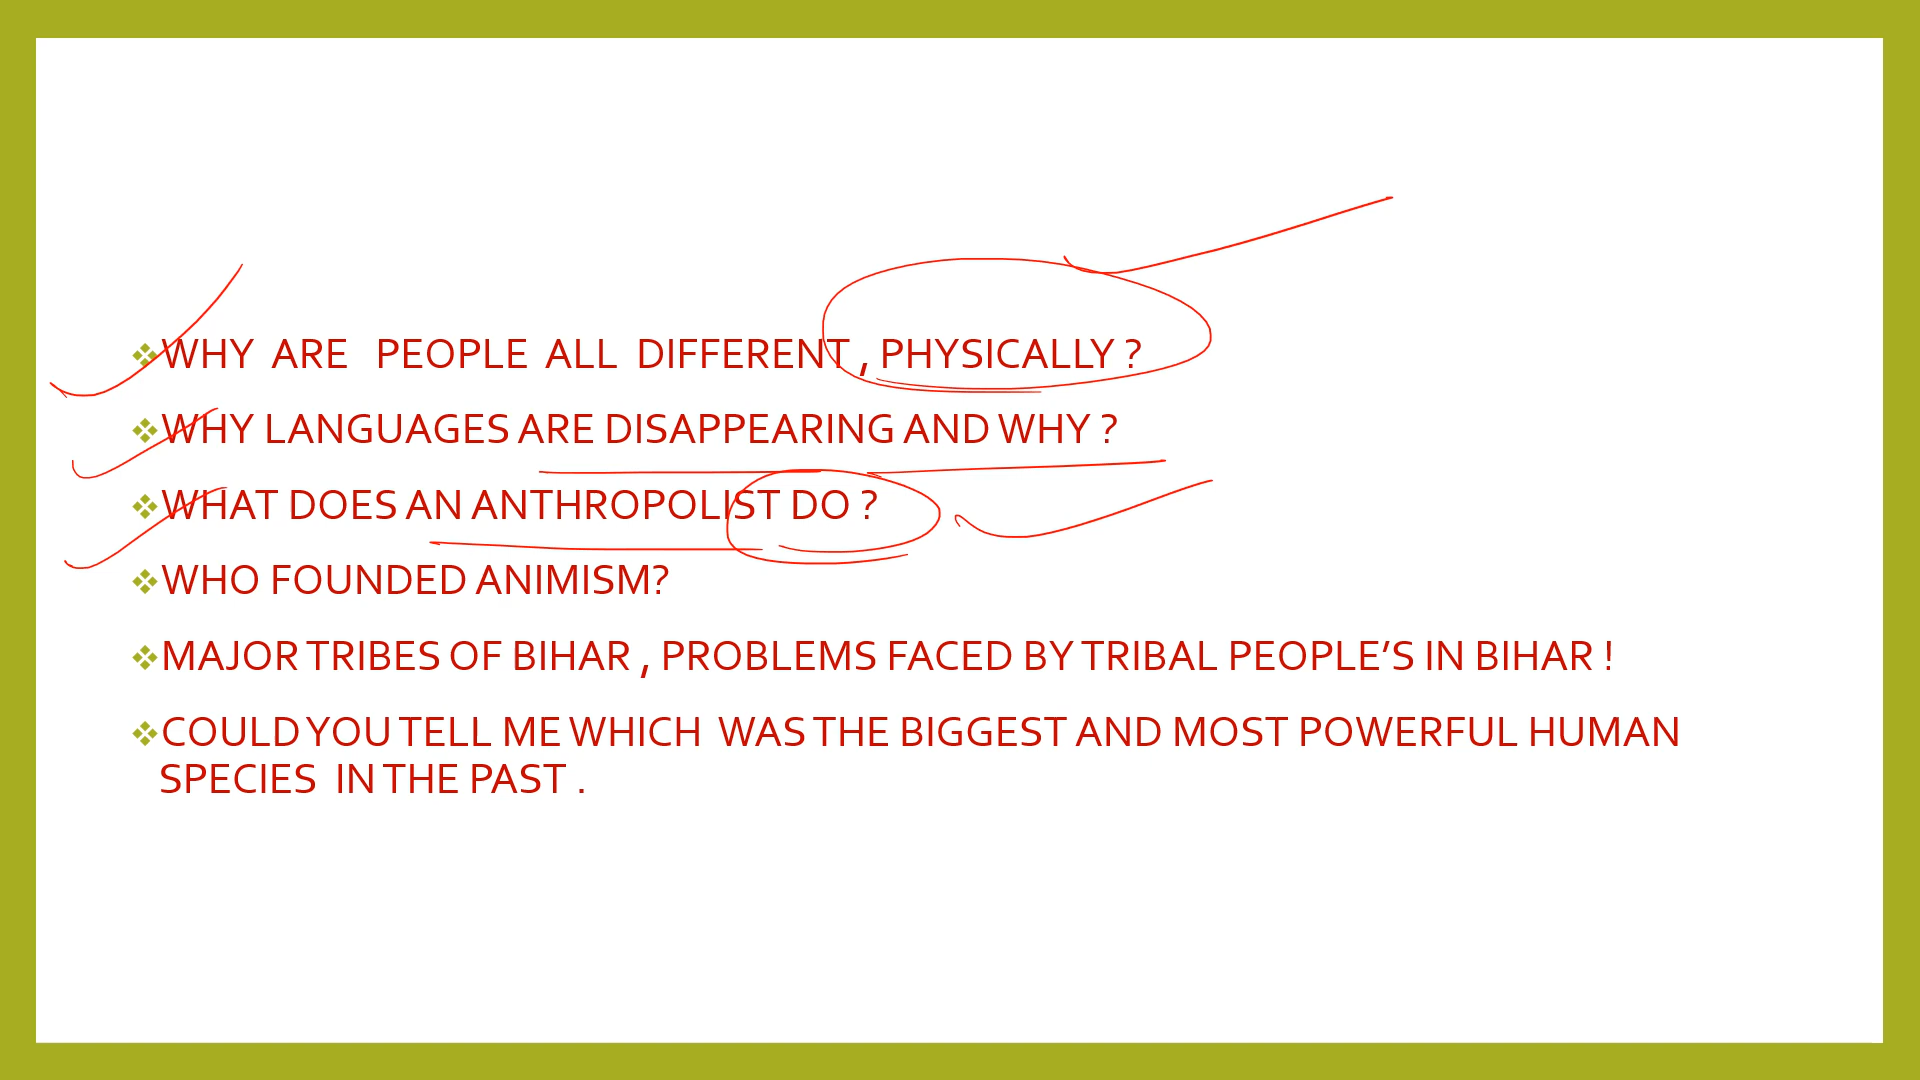 WHY ARE PEOPLE ALL DIFFERENT , PHYSICALLY ?
WHY LANGUAGES ARE DISAPPEARING AND WHY ?
WHAT DOES AN ANTHROPOLIST DO ?
WHO FOUNDED ANIMISM?
MAJOR TRIBES OF BIHAR , PROBLEMS FACED BY TRIBAL PEOPLE’S IN BIHAR !
COULD YOU TELL ME WHICH WAS THE BIGGEST AND MOST POWERFUL HUMAN
SPECIES IN THE PAST .